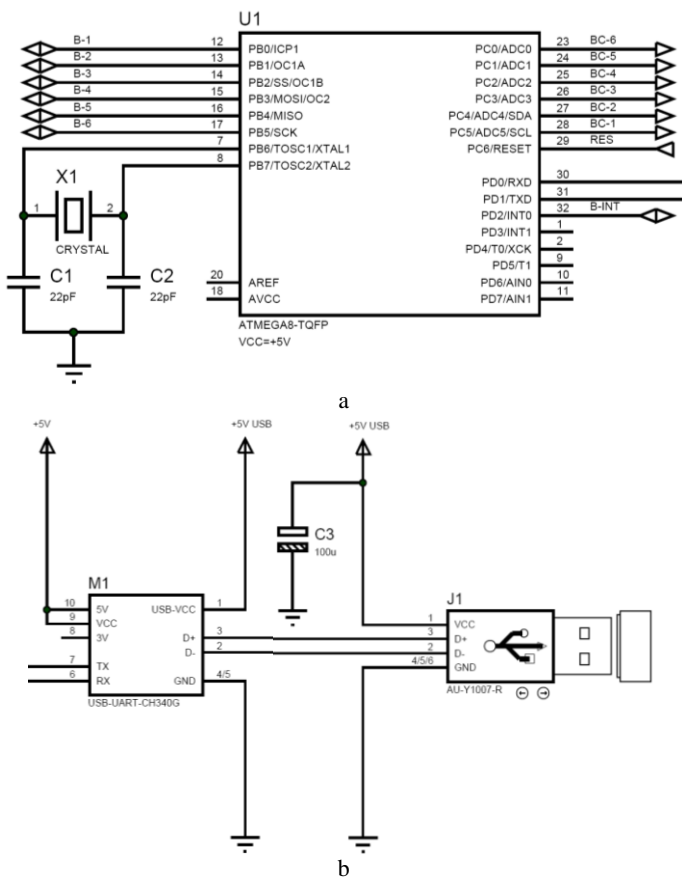 U1
B-1 12 PB0/ICP1 PC0/ADC0 23 BC-6
B-2 13 PB1/OC1A PC1/ADC1 24 BC-5
B-3 14 PB2/SS/OC1B PC2/ADC2 25 BC-4
B-4 15 PB3/MOSI/OC2 PC3/ADC3 26 BC-3
B-5 16 PB4/MISO PC4/ADC4/SDA 27 BC-2
B-6 17 PB5/SCK PC5/ADC5/SCL 28 BC-1
7 PB6/TOSC1/XTAL1 PC6/RESET 29 RES
8 PB7/TOSC2/XTAL2
PD0/RXD 30
PD1/TXD 31
PD2/INT0 32 B-INT
PD3/INT1 1
PD4/T0/XCK 2
PD5/T1 9
20 AREF PD6/AIN0 10
18 AVCC PD7/AIN1 11
ATMEGA8-TQFP
VCC=+5V
X1
1 2
CRYSTAL
C1 C2
22pF 22pF
a
+5V +5V USB +5V USB
C3
100u
M1
10 5V USB-VCC 1
9 VCC
8 3V D+ 3
D- 2
7 TX
6 RX GND 4/5
USB-UART-CH340G
J1
1 VCC
3 D+
2 D-
4/5/6 GND
AU-Y1007-R
b